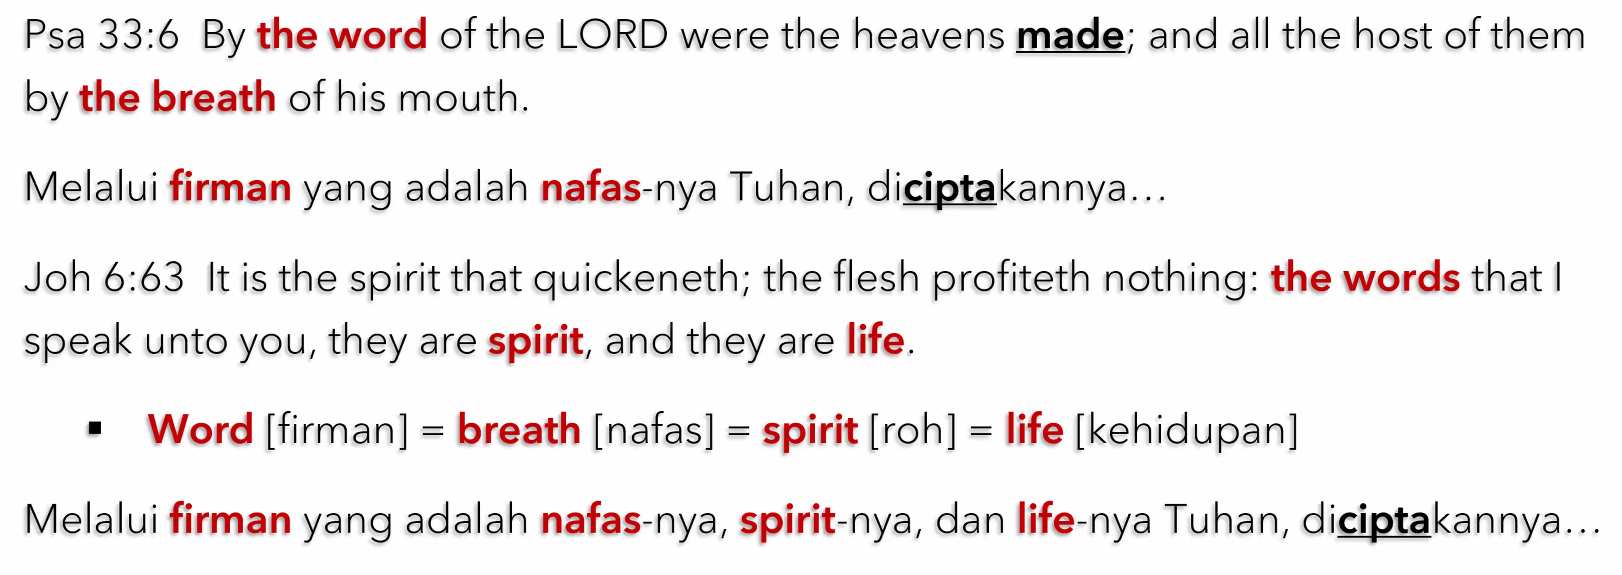 Psa 33:6  By the word of the LORD were the heavens made; and all the host of them
by the breath of his mouth.
Melalui firman yang adalah nafas-nya Tuhan, diciptakannya…
Joh 6:63  It is the spirit that quickeneth; the flesh profiteth nothing: the words that I
speak unto you, they are spirit, and they are life.
▪ Word [firman] = breath [nafas] = spirit [roh] = life [kehidupan]
Melalui firman yang adalah nafas-nya, spirit-nya, dan life-nya Tuhan, diciptakannya…